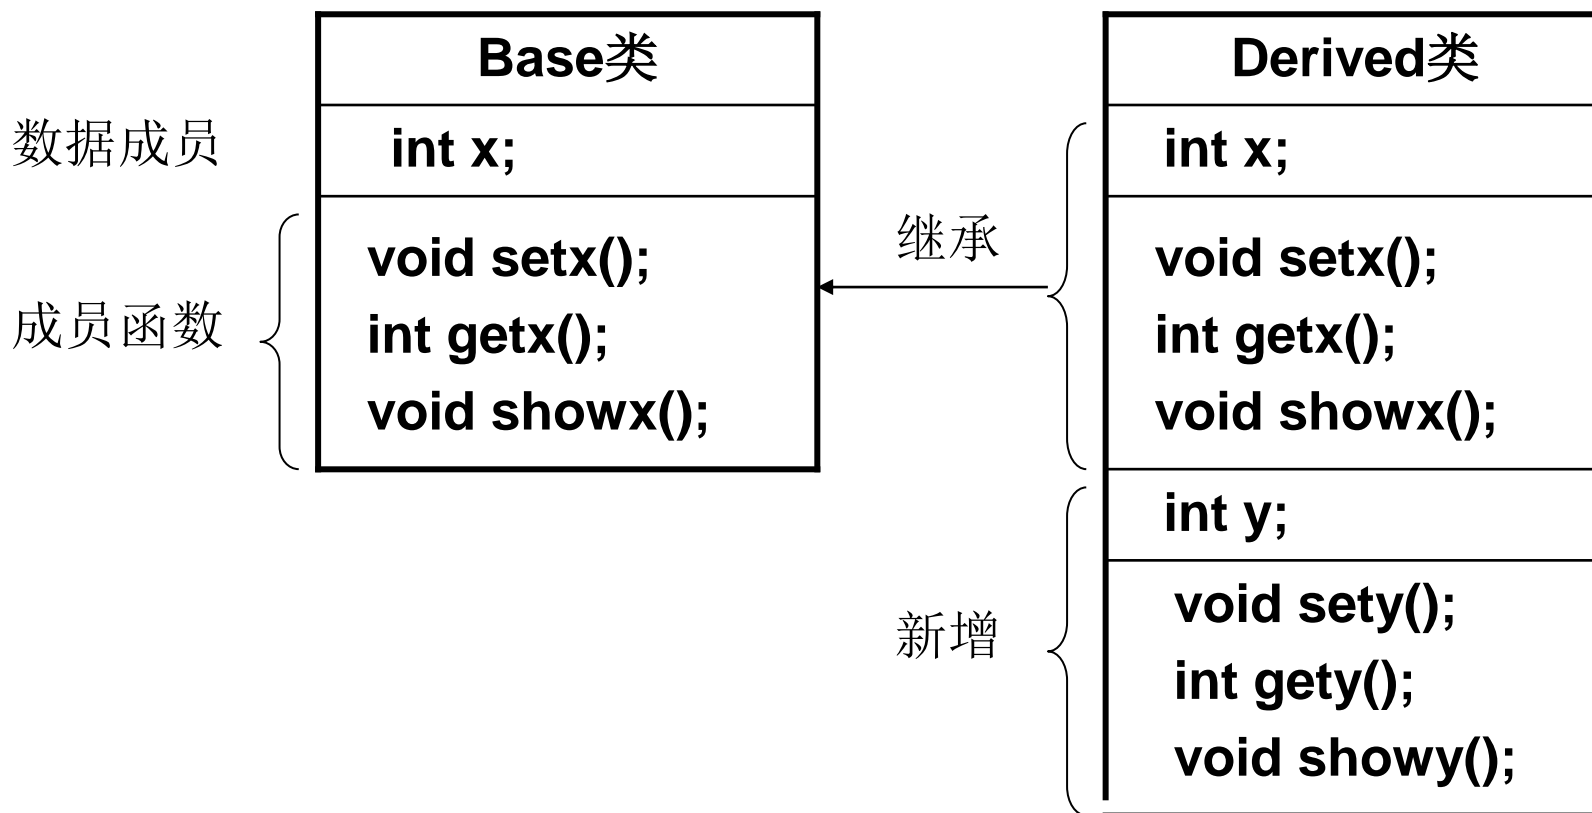 Base类
数据成员
int x;
成员函数
void setx();
int getx();
void showx();
继承
Derived类
int x;
void setx();
int getx();
void showx();
新增
int y;
void sety();
int gety();
void showy();